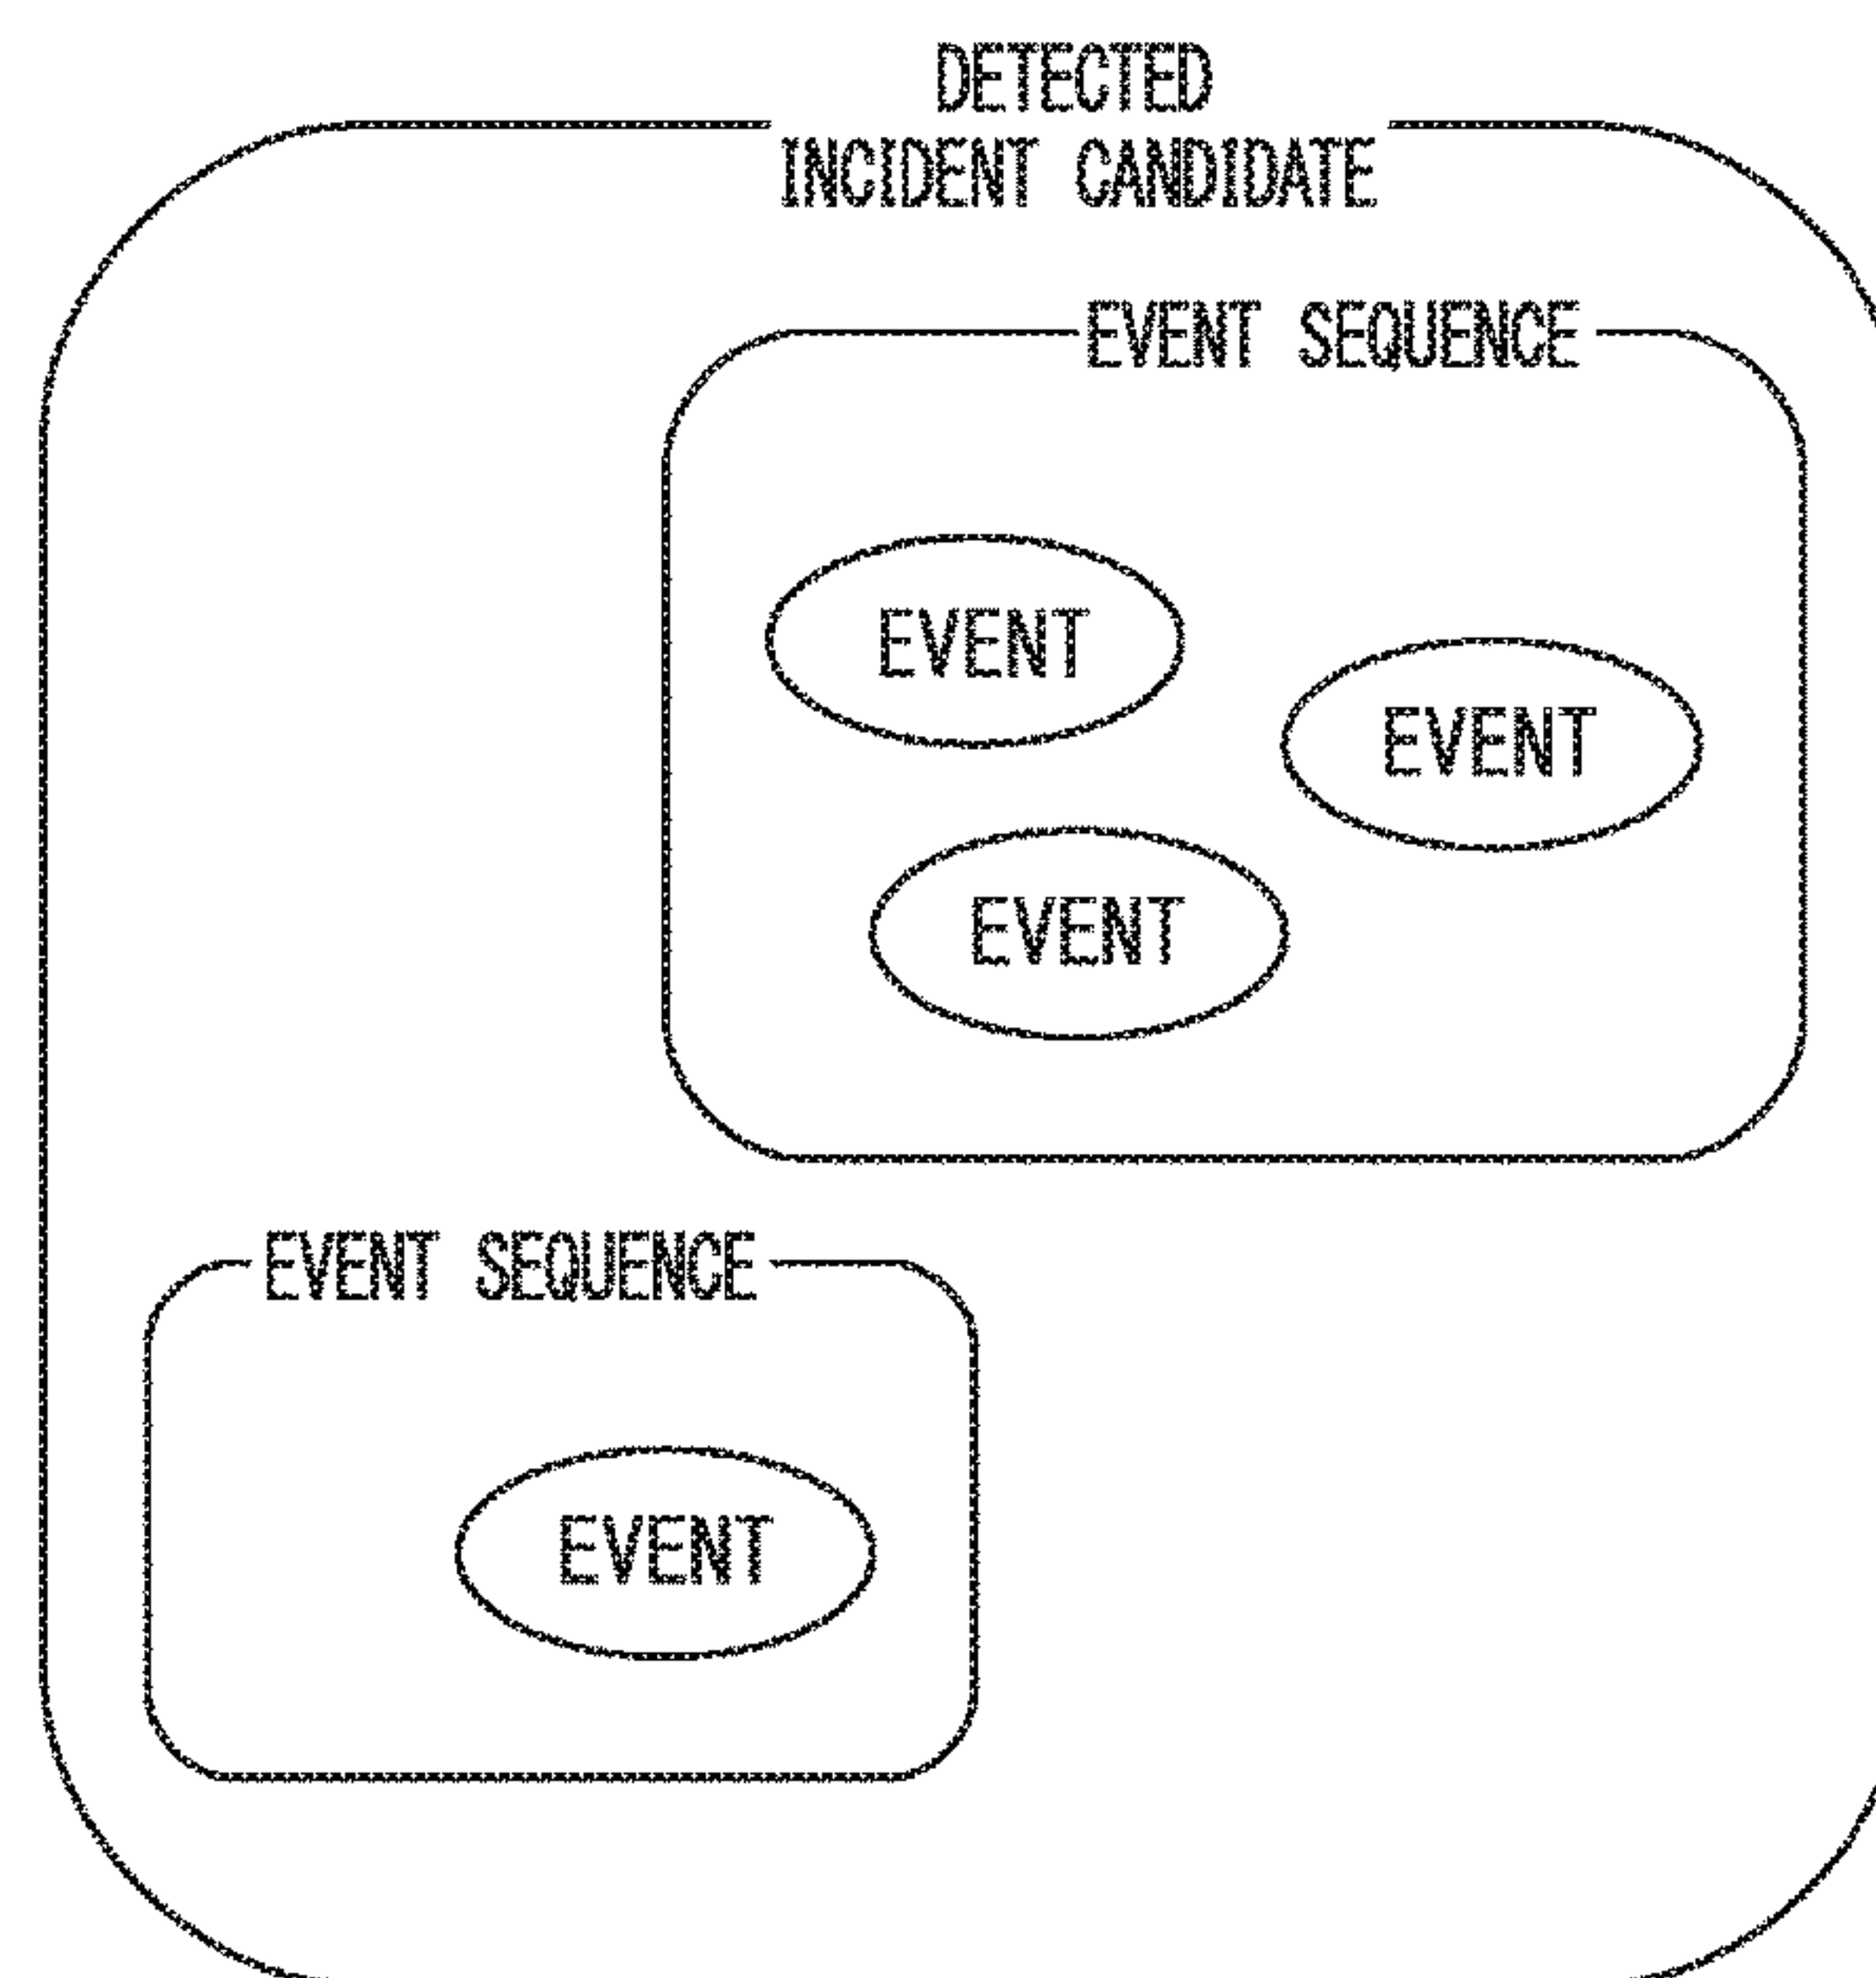 DETECTED
INCIDENT CANDIDATE
EVENT SEQUENCE
EVENT
EVENT
EVENT
EVENT SEQUENCE
EVENT